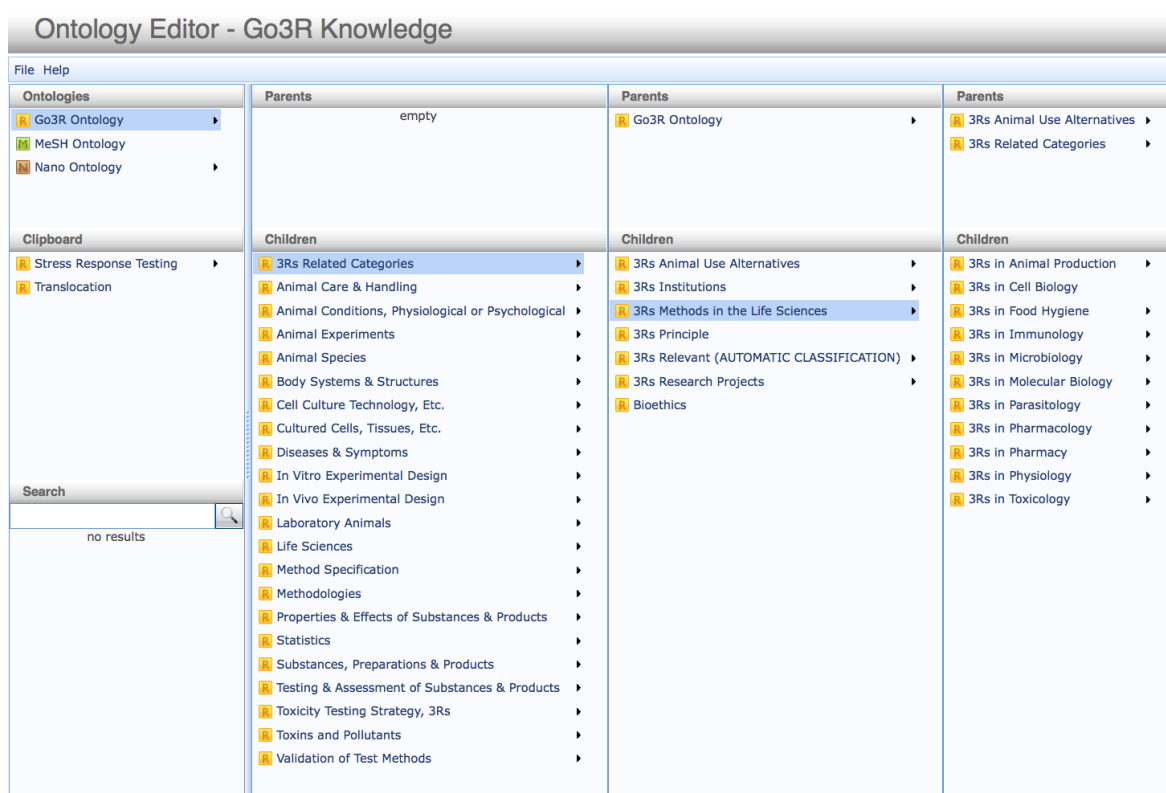 Ontology Editor - Go3R Knowledge
File Help
Ontologies
R Go3R Ontology
M MeSH Ontology
N Nano Ontology
Clipboard
R Stress Response Testing
R Translocation
Search
no results
Parents
empty
Children
R 3Rs Related Categories
R Animal Care & Handling
R Animal Conditions, Physiological or Psychological
R Animal Experiments
R Animal Species
R Body Systems & Structures
R Cell Culture Technology, Etc.
R Cultured Cells, Tissues, Etc.
R Diseases & Symptoms
R In Vitro Experimental Design
R In Vivo Experimental Design
R Laboratory Animals
R Life Sciences
R Method Specification
R Methodologies
R Properties & Effects of Substances & Products
R Statistics
R Substances, Preparations & Products
R Testing & Assessment of Substances & Products
R Toxicity Testing Strategy, 3Rs
R Toxins and Pollutants
R Validation of Test Methods
Parents
R Go3R Ontology
Children
R 3Rs Animal Use Alternatives
R 3Rs Institutions
R 3Rs Methods in the Life Sciences
R 3Rs Principle
R 3Rs Relevant (AUTOMATIC CLASSIFICATION)
R 3Rs Research Projects
R Bioethics
Parents
R 3Rs Animal Use Alternatives
R 3Rs Related Categories
Children
R 3Rs in Animal Production
R 3Rs in Cell Biology
R 3Rs in Food Hygiene
R 3Rs in Immunology
R 3Rs in Microbiology
R 3Rs in Molecular Biology
R 3Rs in Parasitology
R 3Rs in Pharmacology
R 3Rs in Pharmacy
R 3Rs in Physiology
R 3Rs in Toxicology